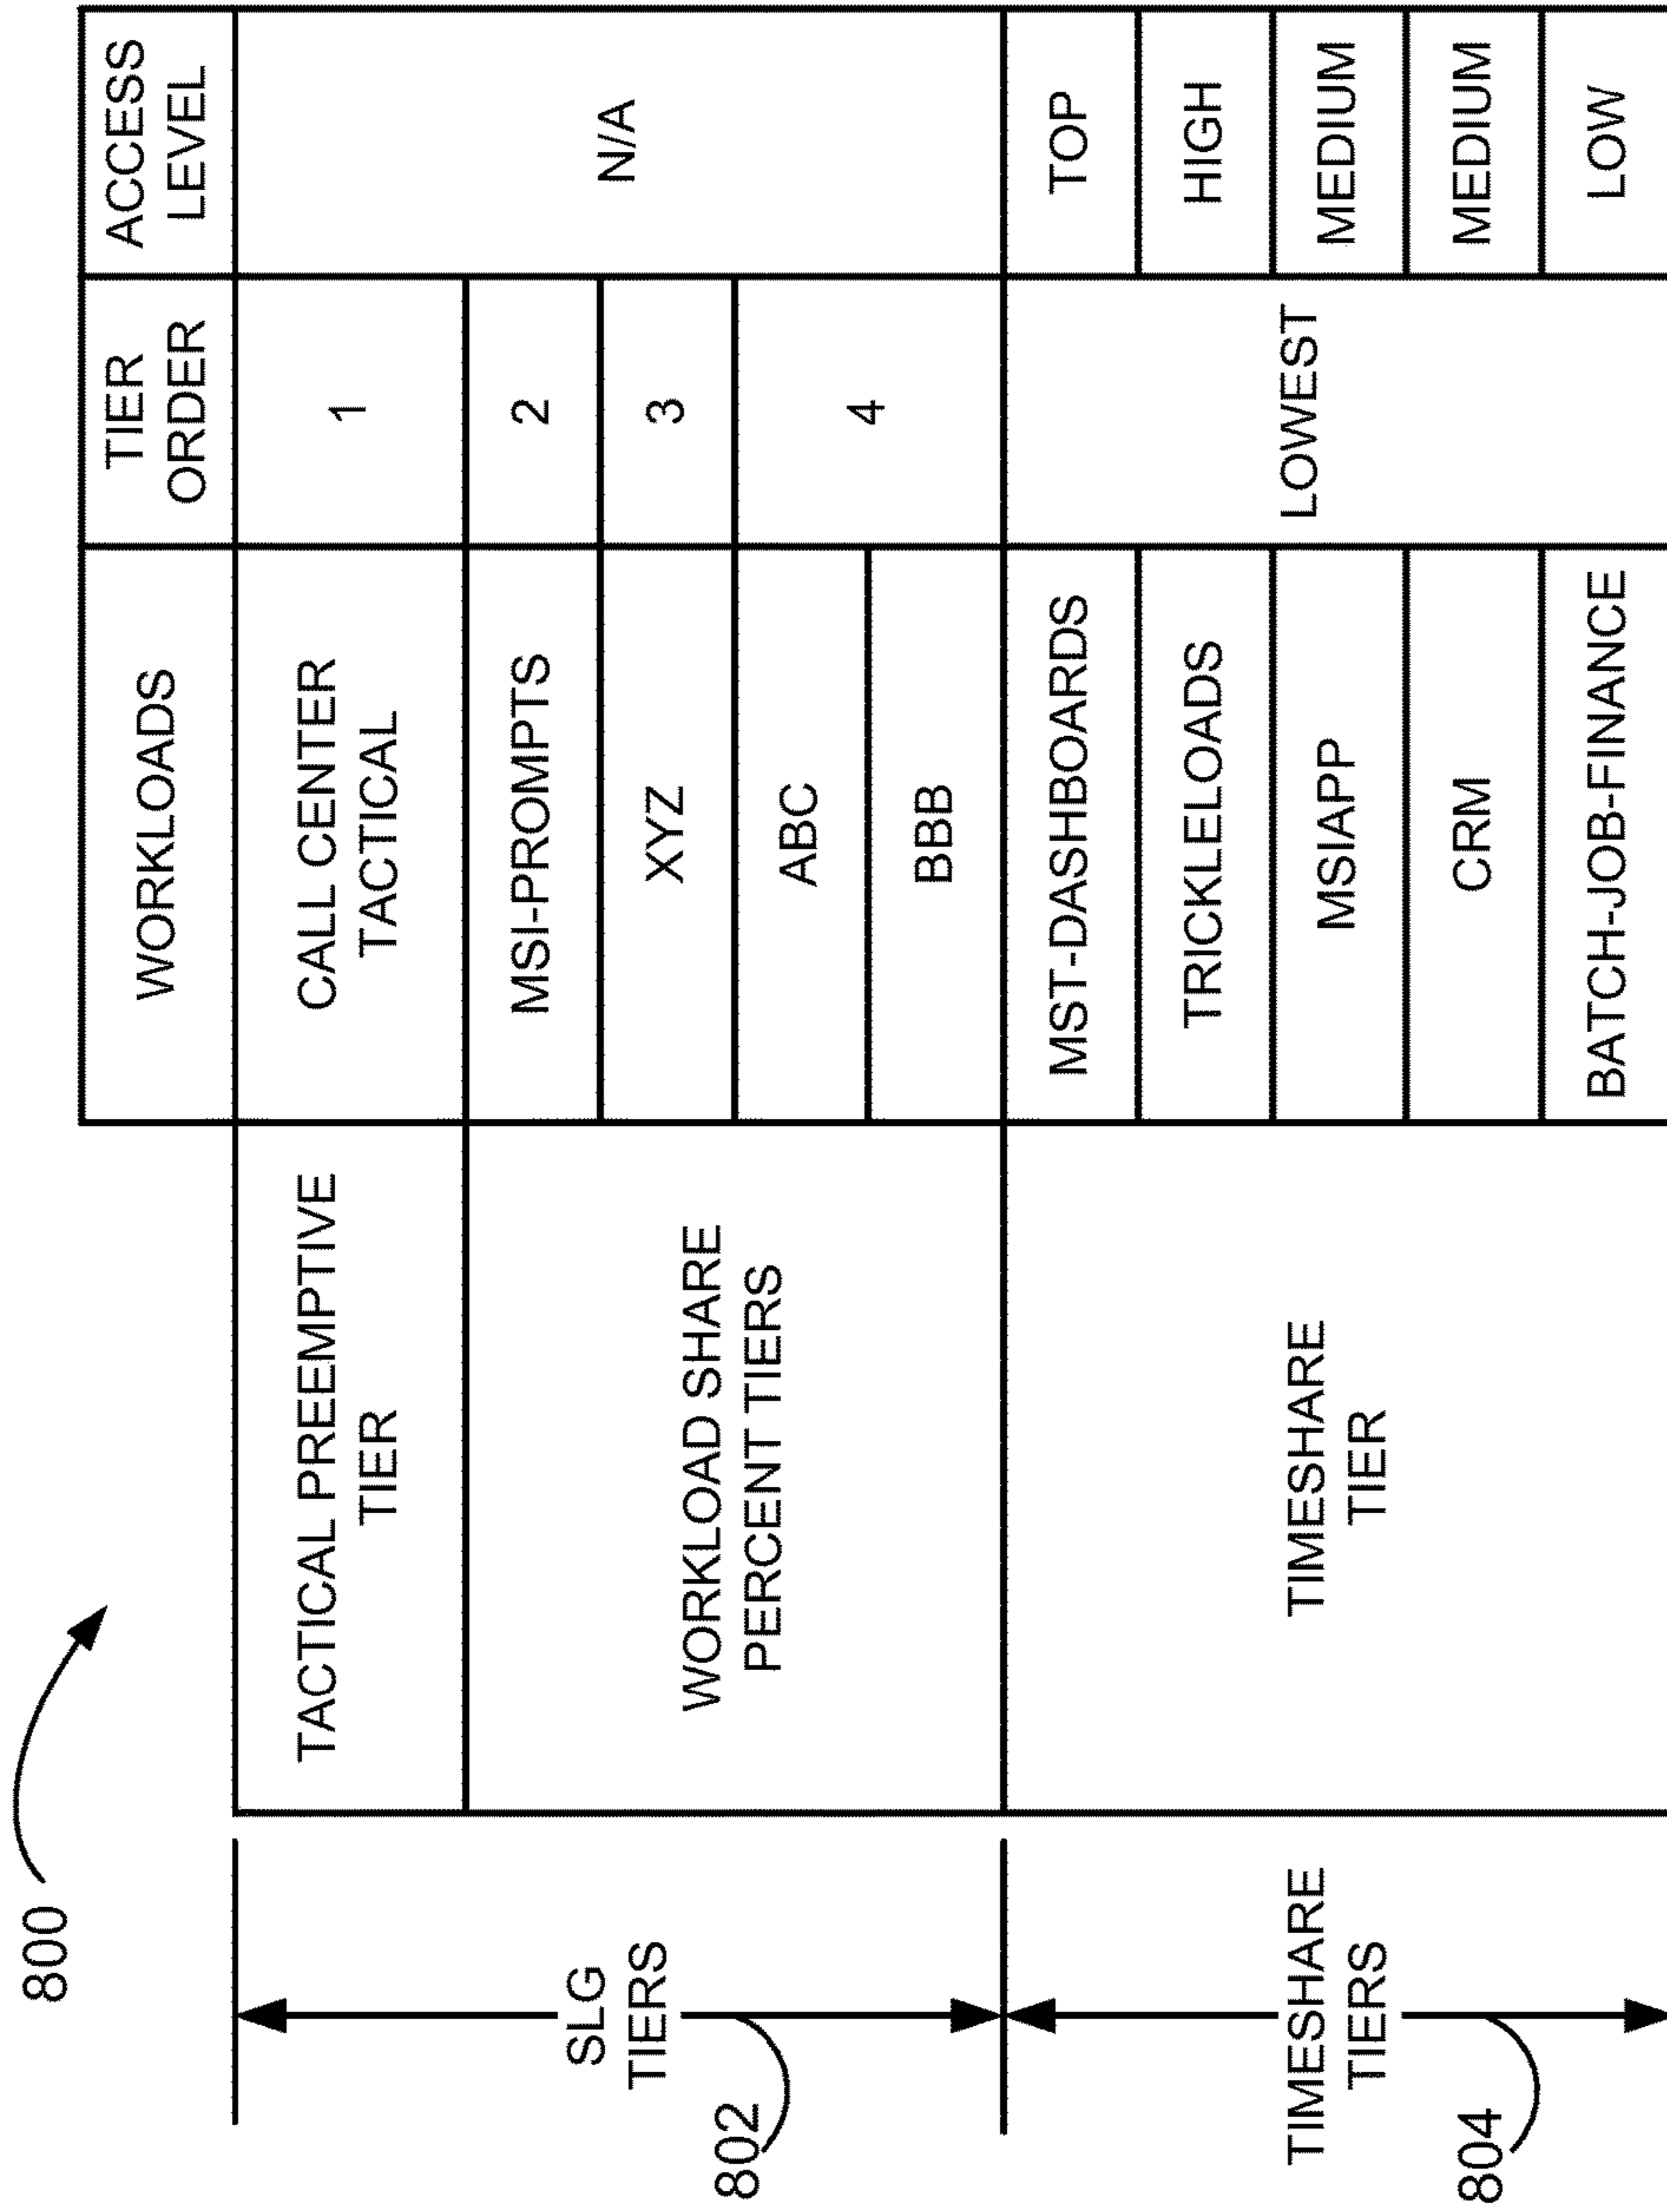 800
WORKLOADS
TIER
ORDER
ACCESS
LEVEL
SLG
TIERS
802
TACTICAL PREEMPTIVE
TIER
CALL CENTER
TACTICAL
1
N/A
WORKLOAD SHARE
PERCENT TIERS
MSI-PROMPTS
2
XYZ
3
ABC
4
BBB
TIMESHARE
TIERS
804
TIMESHARE
TIER
MST-DASHBOARDS
LOWEST
TOP
TRICKLELOADS
HIGH
MSIAPP
MEDIUM
CRM
MEDIUM
BATCH-JOB-FINANCE
LOW